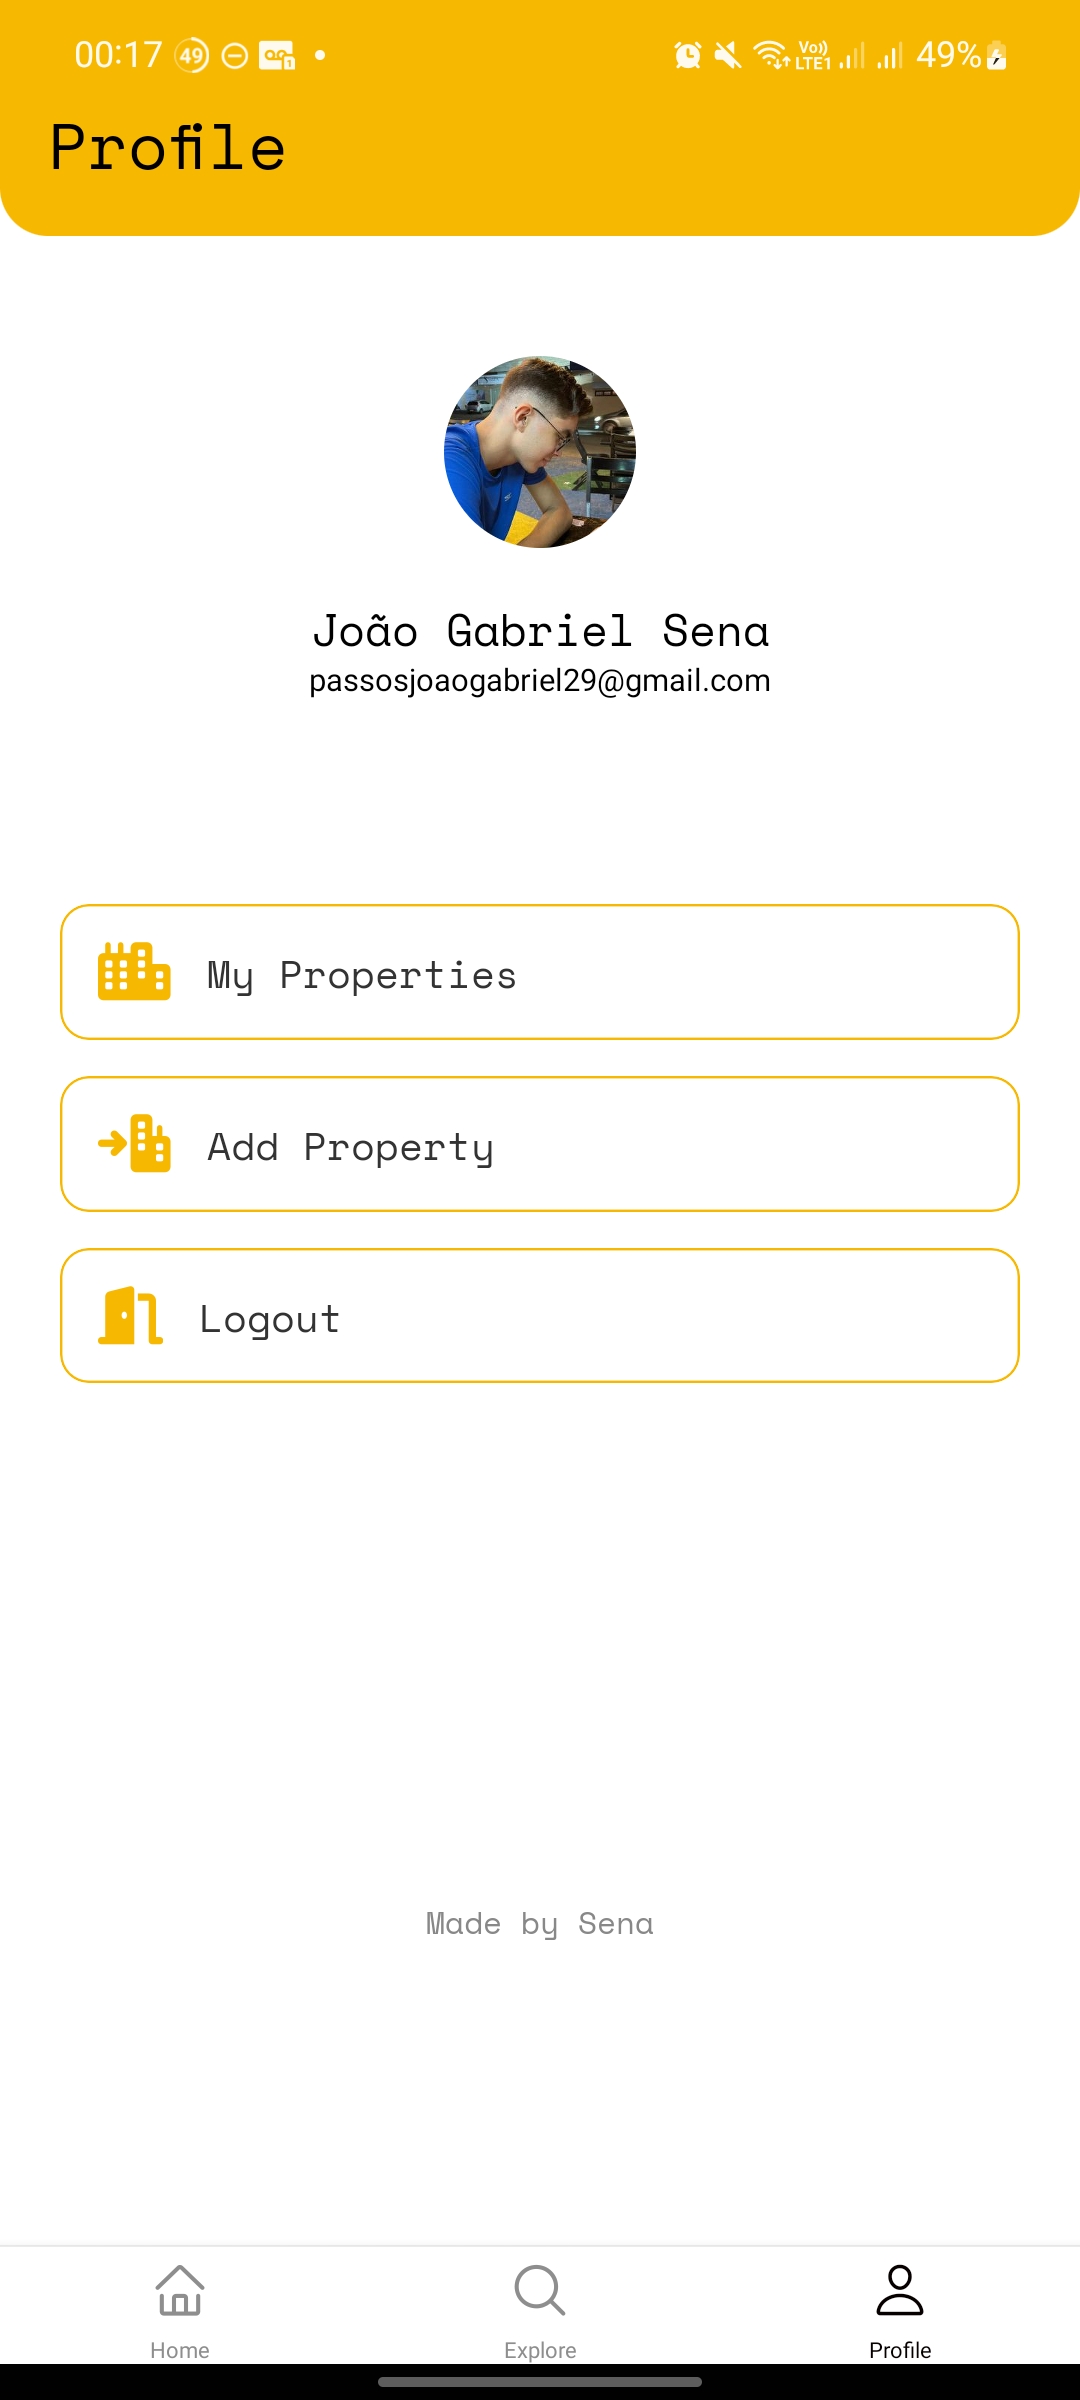 00:17 49
Vo)) LTE1 49%
Profile
João Gabriel Sena
passosjoaogabriel29@gmail.com
My Properties
Add Property
Logout
Made by Sena
Home Explore Profile